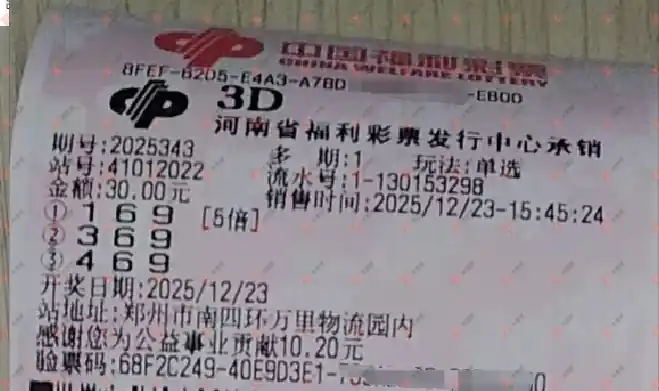 中国福利彩票
CHINA WELFARE LOTTERY
8FEF-62D5-E4A3-A78D -EB00
3D
河南省福利彩票发行中心承销
期号:2025343 多 期:1 玩法:单选
站号:41012022 流水号:1-130153298
金额:30.00元 销售时间:2025/12/23-15:45:24
① 1 6 9 [5倍]
② 3 6 9
③ 4 6 9
开奖日期:2025/12/23
站地址:郑州市南四环万里物流园内
感谢您为公益事业贡献10.20元
验票码:68F2C249-40E9D3E1-